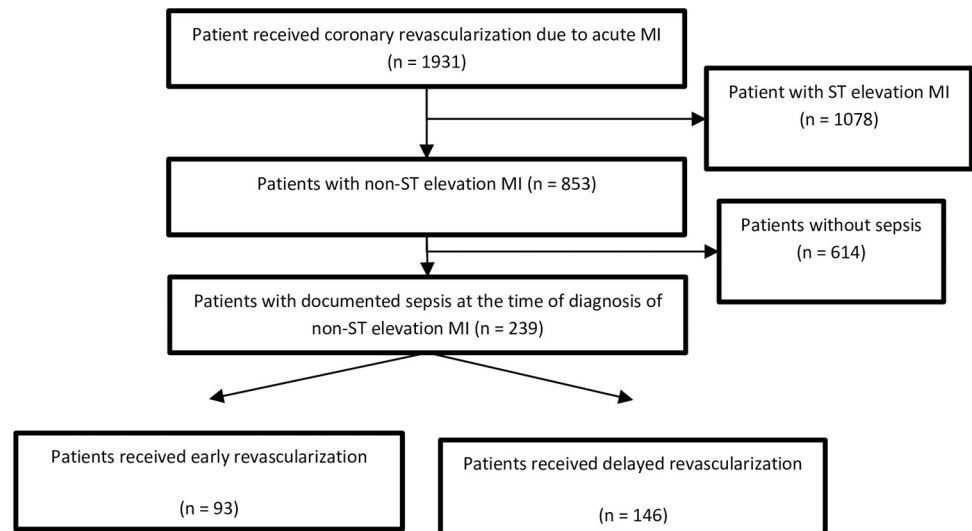 Patient received coronary revascularization due to acute MI
(n = 1931)
Patient with ST elevation MI
(n = 1078)
Patients with non-ST elevation MI (n = 853)
Patients without sepsis
(n = 614)
Patients with documented sepsis at the time of diagnosis of
non-ST elevation MI (n = 239)
Patients received early revascularization
(n = 93)
Patients received delayed revascularization
(n = 146)